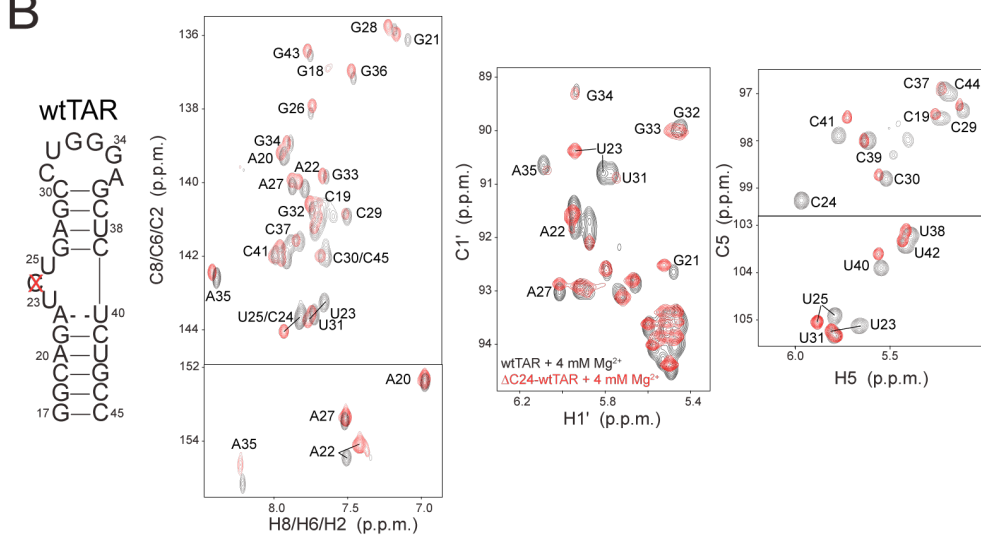 B
wtTAR
G G
U G 34
C A
C G
30
G C
A U 38
G C
25
U
C
23 U
A - - U 40
G C
20 A U
C G
G C
17 G C 45
C8/C6/C2 (p.p.m.)
136
138
140
142
144
152
154
G28
G21
G43
G18
G36
G26
G34
A20
A22
G33
A27
C19
G32
C29
C37
C41
C30/C45
A35
U25/C24
U23
U31
A20
A27
A35
A22
8.0 7.5 7.0
H8/H6/H2 (p.p.m.)
C1' (p.p.m.)
89
90
91
92
93
94
G34
G32
G33
U23
A35
U31
A22
G21
A27
wtTAR + 4 mM Mg²⁺
ΔC24-wtTAR + 4 mM Mg²⁺
6.2 5.8 5.4
H1' (p.p.m.)
C5 (p.p.m.)
97
99
103
104
105
C37
C44
C41
C19
C29
C39
C30
C24
U38
U42
U40
U25
U23
U31
6.0 5.5
H5 (p.p.m.)